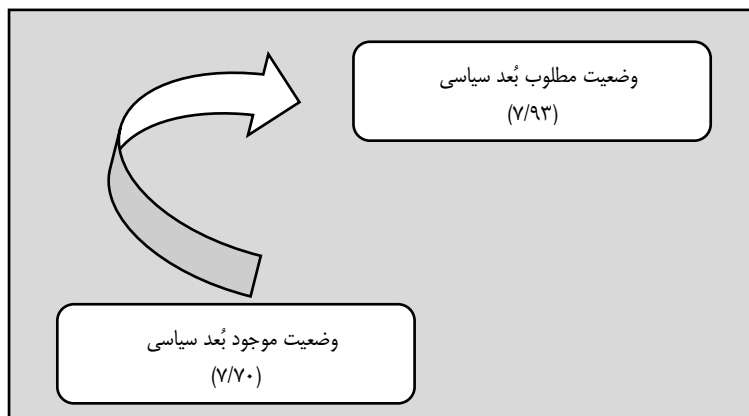 وضعیت مطلوب بُعد سیاسی
(۷/۹۳)
وضعیت موجود بُعد سیاسی
(۷/۷۰)